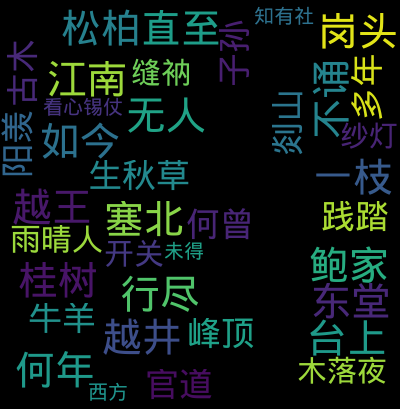 知有社
松柏
直至
岗头
子孙
古木
江南
缝衲
不诵
多年
看心锡仗
剡山
无人
阳羡
如今
纱灯
生秋草
一枝
越王
塞北
何曾
践踏
雨晴人
开关
未得
鲍家
桂树
行尽
东堂
牛羊
越井
峰顶
台上
何年
木落夜
西方
官道